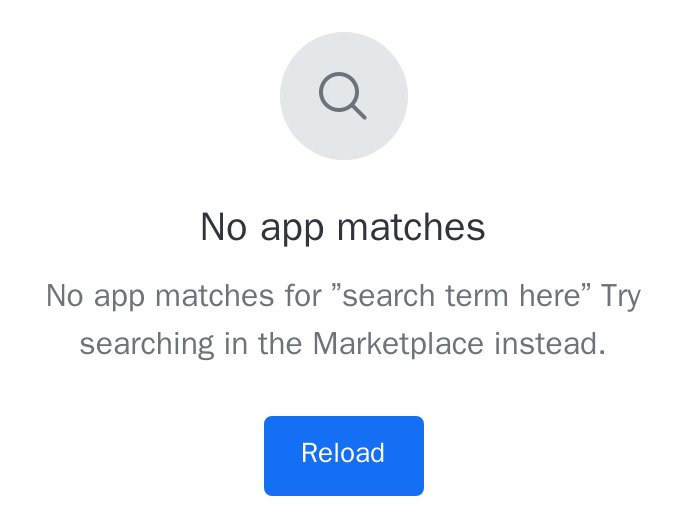 No app matches
No app matches for ”search term here” Try
searching in the Marketplace instead.
Reload